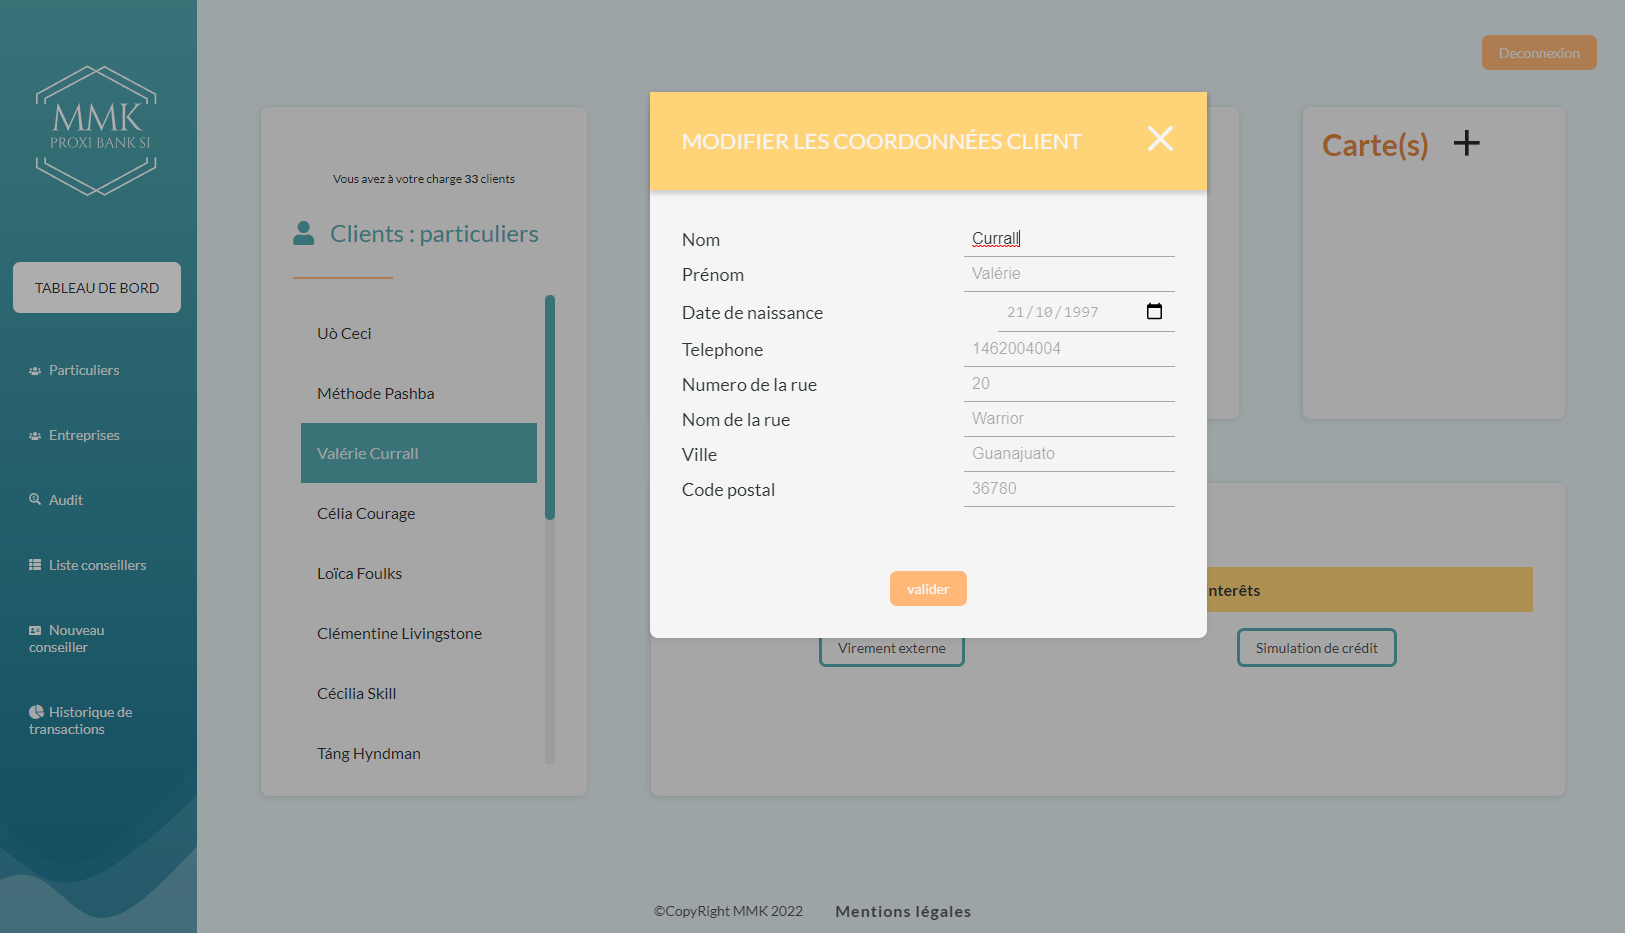 MMK
PROXI BANK SI
TABLEAU DE BORD
Particuliers
Entreprises
Audit
Liste conseillers
Nouveau
conseiller
Historique de
transactions
Deconnexion
Vous avez à votre charge 33 clients
Clients : particuliers
Uò Ceci
Méthode Pashba
Valérie Currall
Célia Courage
Loïca Foulks
Clémentine Livingstone
Cécilia Skill
Táng Hyndman
MODIFIER LES COORDONNÉES CLIENT
Nom Currall
Prénom Valérie
Date de naissance 21/10/1997
Telephone 1462004004
Numero de la rue 20
Nom de la rue Warrior
Ville Guanajuato
Code postal 36780
valider
Carte(s)
nterêts
Virement externe
Simulation de crédit
©CopyRight MMK 2022 Mentions légales